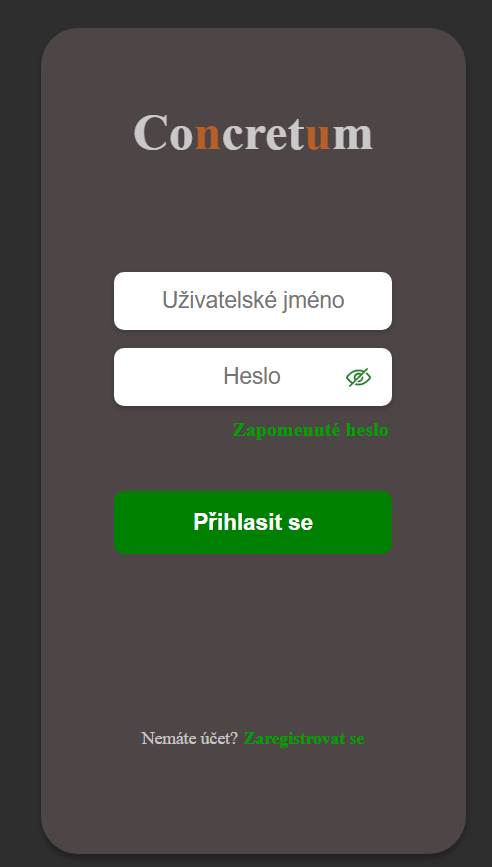 Concretum
Uživatelské jméno
Heslo
Zapomenuté heslo
Přihlasit se
Nemáte účet? Zaregistrovat se